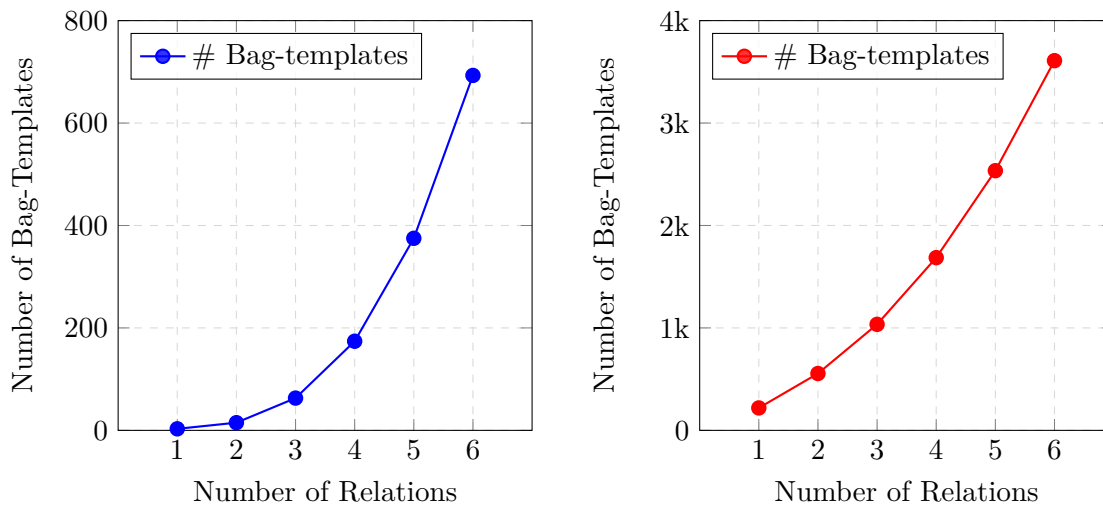 800
600
400
200
0
# Bag-templates
Number of Bag-Templates
1 2 3 4 5 6
Number of Relations
4k
3k
2k
1k
0
# Bag-templates
Number of Bag-Templates
1 2 3 4 5 6
Number of Relations